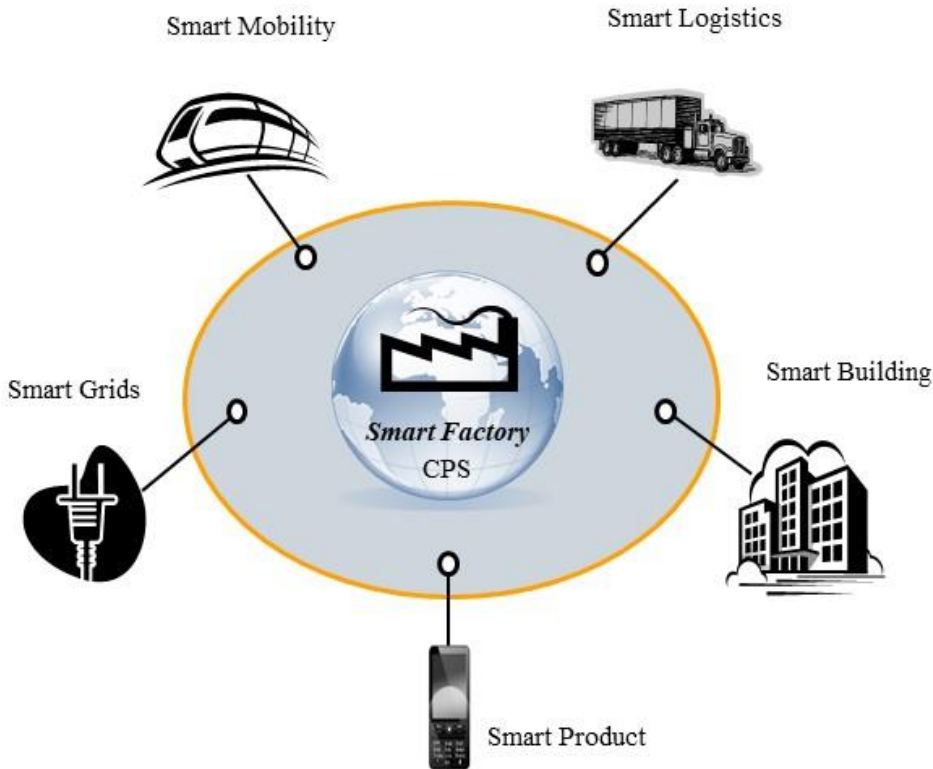 Smart Mobility
Smart Logistics
Smart Grids
Smart Building
Smart Factory
CPS
Smart Product